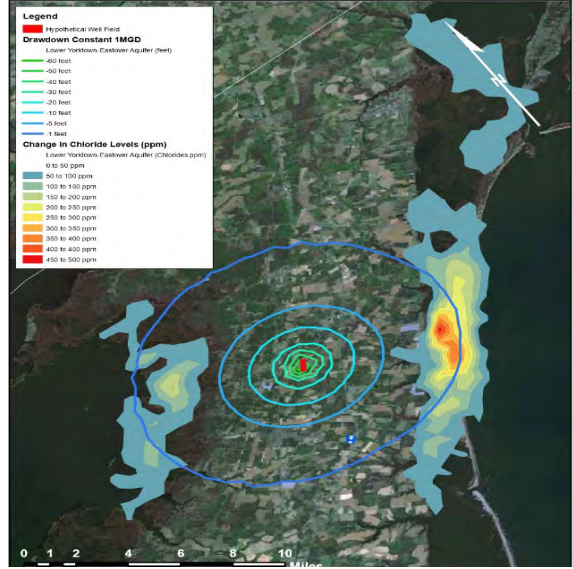 Legend
Hypothetical Well Field
Drawdown Constant 1MGD
Lower Yorktown-Eastover Aquifer (feet)
-60 feet
-50 feet
-40 feet
-30 feet
-20 feet
-10 feet
-5 feet
-1 feet
Change in Chloride Levels (ppm)
Lower Yorktown-Eastover Aquifer (Chlorides ppm)
0 to 50 ppm
50 to 100 ppm
100 to 150 ppm
150 to 200 ppm
200 to 250 ppm
250 to 300 ppm
300 to 350 ppm
350 to 400 ppm
400 to 450 ppm
450 to 500 ppm
N
0 1 2 4 6 8 10
Miles